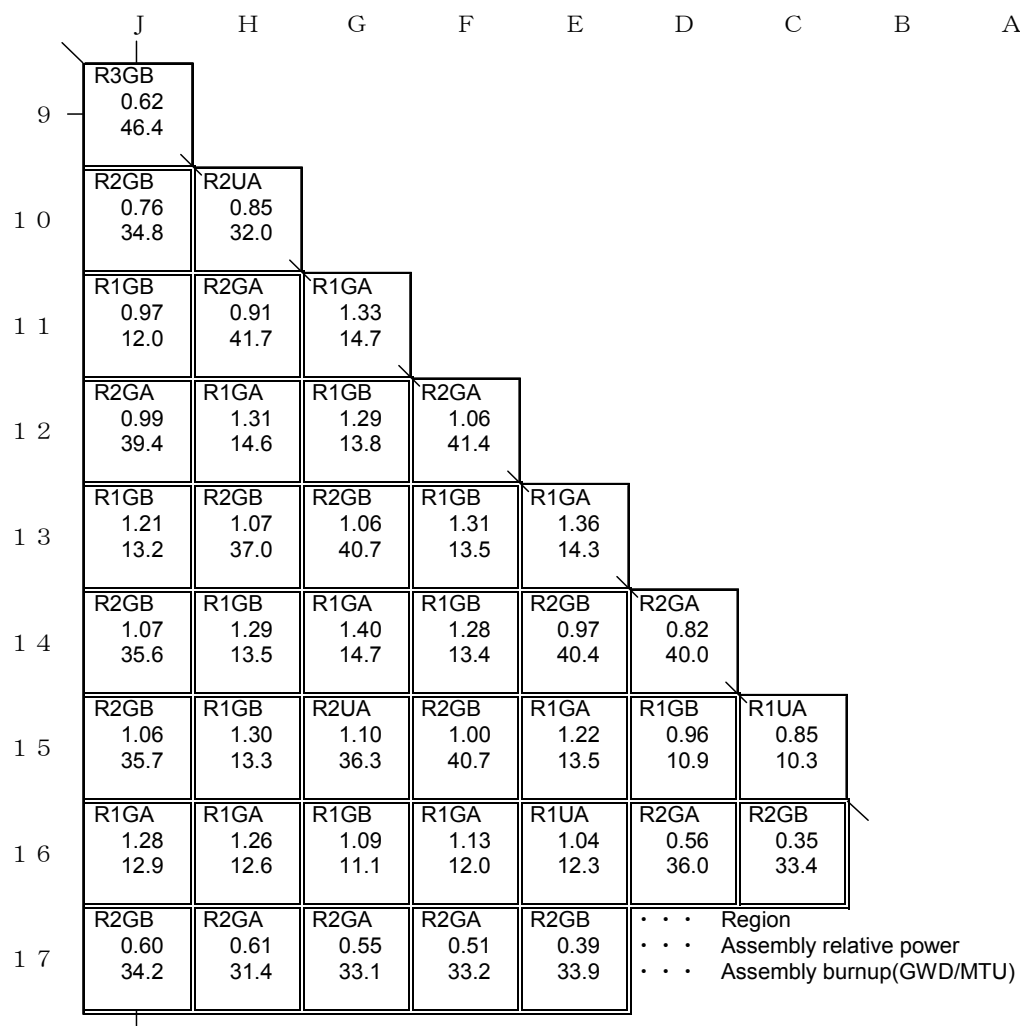 J H G F E D C B A
R3GB
9 0.62
46.4
R2GB R2UA
10 0.76 0.85
34.8 32.0
R1GB R2GA R1GA
11 0.97 0.91 1.33
12.0 41.7 14.7
R2GA R1GA R1GB R2GA
12 0.99 1.31 1.29 1.06
39.4 14.6 13.8 41.4
R1GB R2GB R2GB R1GB R1GA
13 1.21 1.07 1.06 1.31 1.36
13.2 37.0 40.7 13.5 14.3
R2GB R1GB R1GA R1GB R2GB R2GA
14 1.07 1.29 1.40 1.28 0.97 0.82
35.6 13.5 14.7 13.4 40.4 40.0
R2GB R1GB R2UA R2GB R1GA R1GB R1UA
15 1.06 1.30 1.10 1.00 1.22 0.96 0.85
35.7 13.3 36.3 40.7 13.5 10.9 10.3
R1GA R1GA R1GB R1GA R1UA R2GA R2GB
16 1.28 1.26 1.09 1.13 1.04 0.56 0.35
12.9 12.6 11.1 12.0 12.3 36.0 33.4
R2GB R2GA R2GA R2GA R2GB ・・・ Region
17 0.60 0.61 0.55 0.51 0.39 ・・・ Assembly relative power
34.2 31.4 33.1 33.2 33.9 ・・・ Assembly burnup(GWD/MTU)